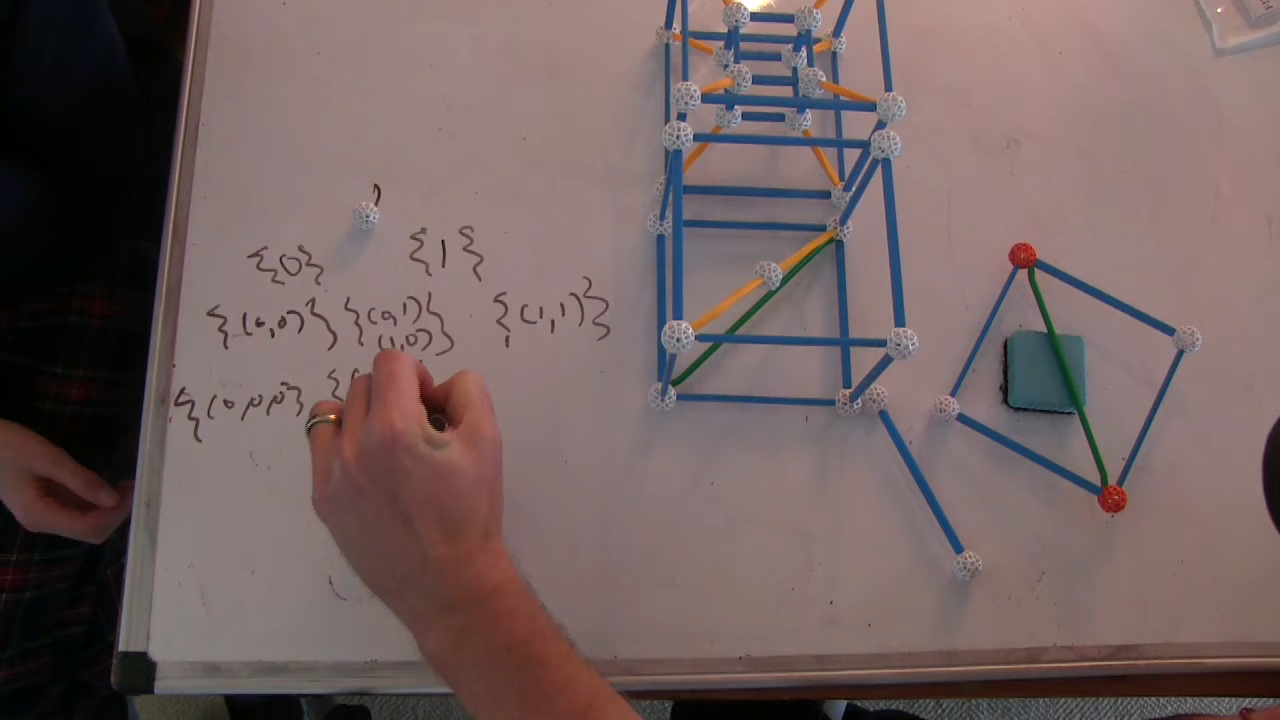 {0} {1}
{(0,0)} {(0,1) {(1,1)}
(1,0)}
{(0,0,0)} {(